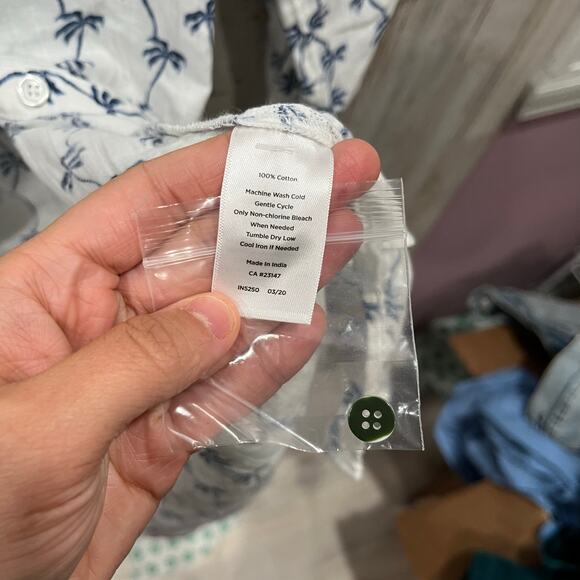 100% Cotton
Machine Wash Cold
Gentle Cycle
Only Non-chlorine Bleach
When Needed
Tumble Dry Low
Cool Iron If Needed
Made In India
CA #23147
IN5250 03/20